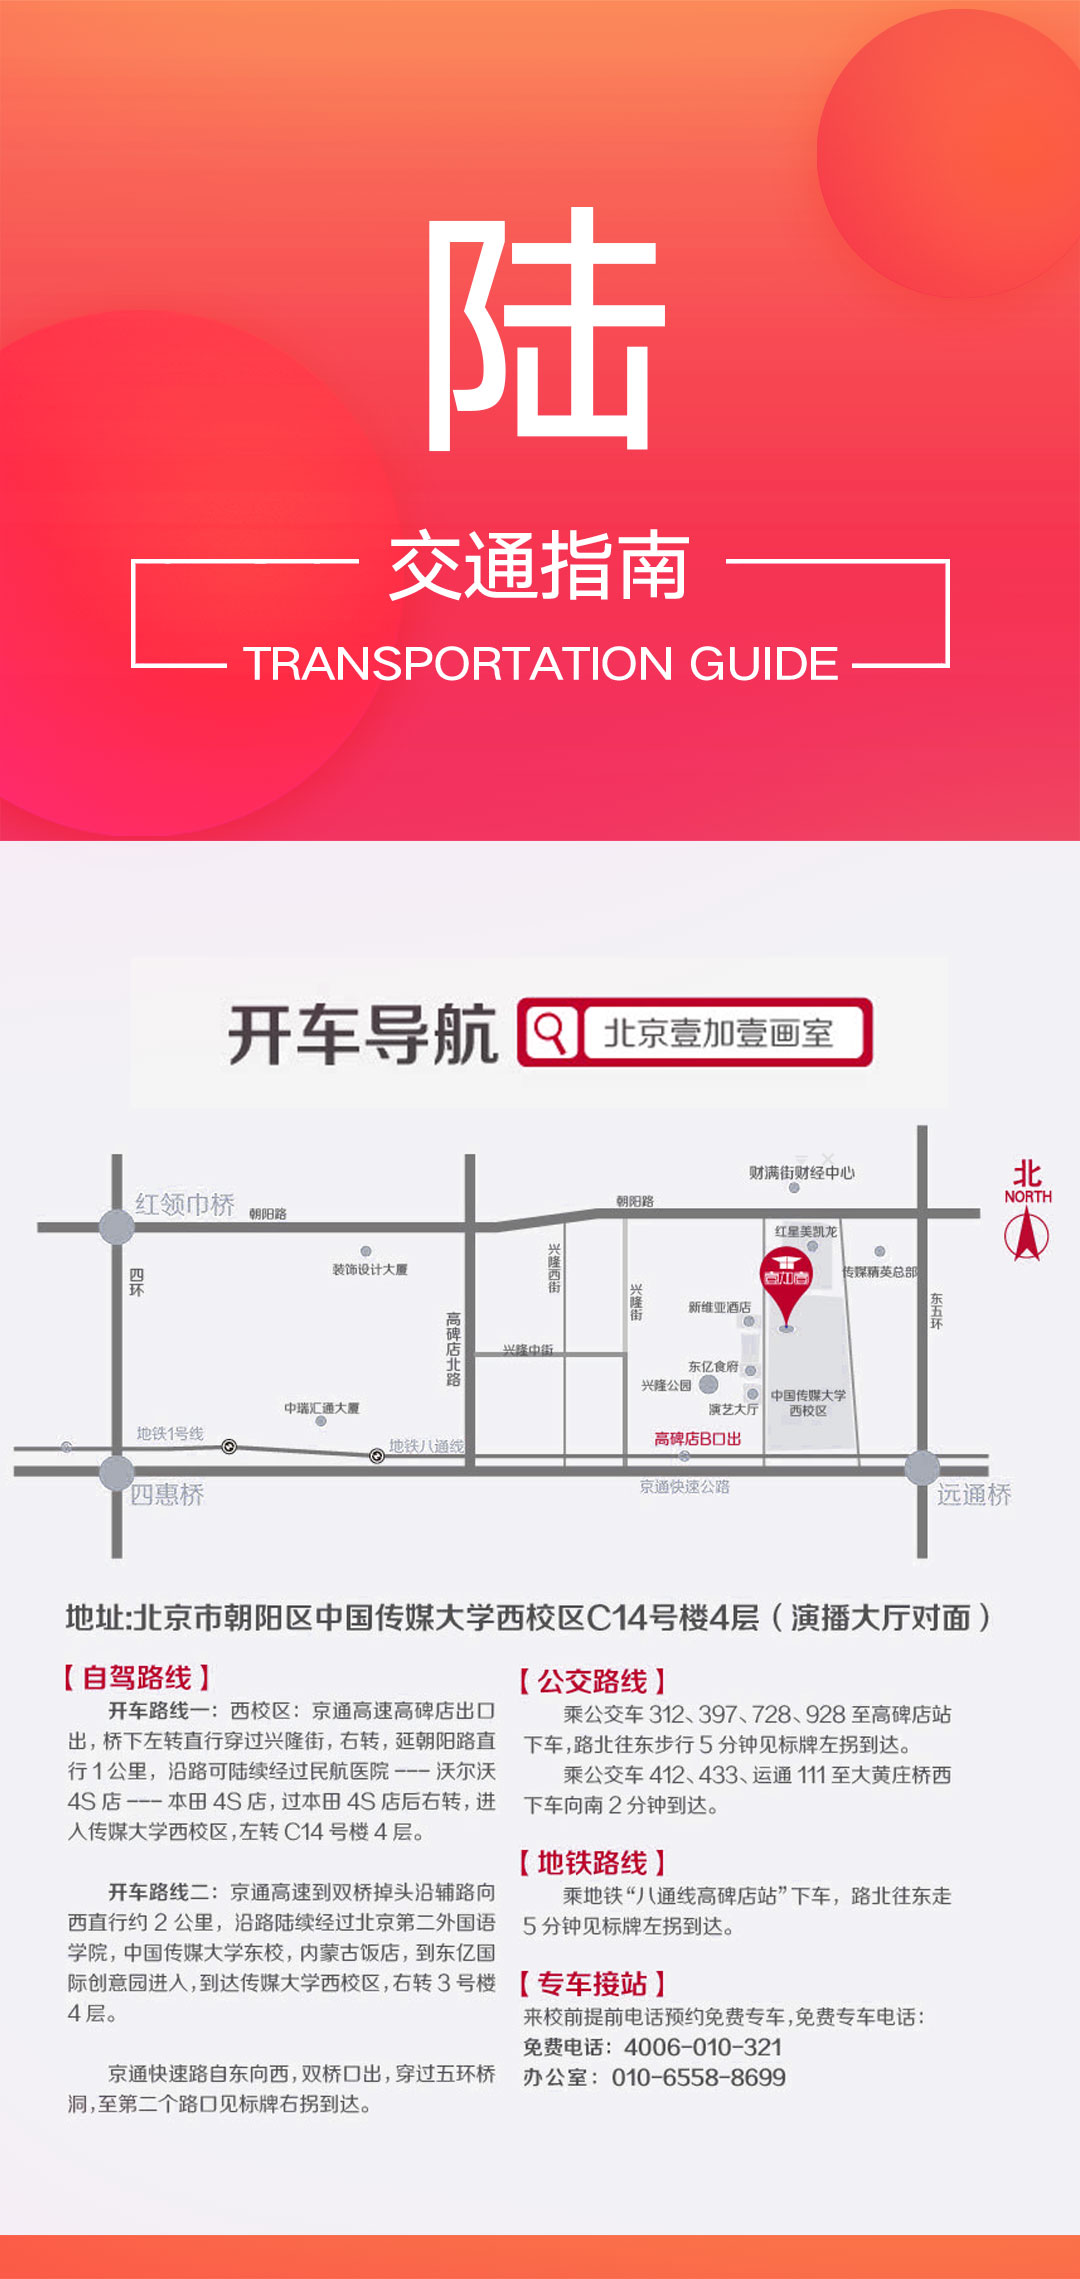 陆
交通指南
TRANSPORTATION GUIDE
开车导航
北京壹加壹画室
财满街财经中心
北
NORTH
红领巾桥
朝阳路
朝阳路
红星美凯龙
壹加壹
传媒精英总部
装饰设计大厦
四环
兴隆西街
兴隆街
高碑店北路
东五环
新维亚酒店
兴隆中街
东亿食府
兴隆公园
中国传媒大学
西校区
演艺大厅
中瑞汇通大厦
地铁1号线
地铁八通线
高碑店B口出
京通快速公路
四惠桥
远通桥
地址:北京市朝阳区中国传媒大学西校区C14号楼4层（演播大厅对面）
【自驾路线】
开车路线一：西校区：京通高速高碑店出口
出，桥下左转直行穿过兴隆街，右转，延朝阳路直
行1公里，沿路可陆续经过民航医院---沃尔沃
4S店---本田4S店，过本田4S店后右转，进
入传媒大学西校区，左转C14号楼4层。
开车路线二：京通高速到双桥掉头沿辅路向
西直行约2公里，沿路陆续经过北京第二外国语
学院，中国传媒大学东校，内蒙古饭店，到东亿国
际创意园进入，到达传媒大学西校区，右转3号楼
4层。
京通快速路自东向西，双桥口出，穿过五环桥
洞，至第二个路口见标牌右拐到达。
【公交路线】
乘公交车312、397、728、928至高碑店站
下车，路北往东步行5分钟见标牌左拐到达。
乘公交车412、433、运通111至大黄庄桥西
下车向南2分钟到达。
【地铁路线】
乘地铁“八通线高碑店站”下车，路北往东走
5分钟见标牌左拐到达。
【专车接站】
来校前提前电话预约免费专车，免费专车电话：
免费电话：4006-010-321
办公室：010-6558-8699